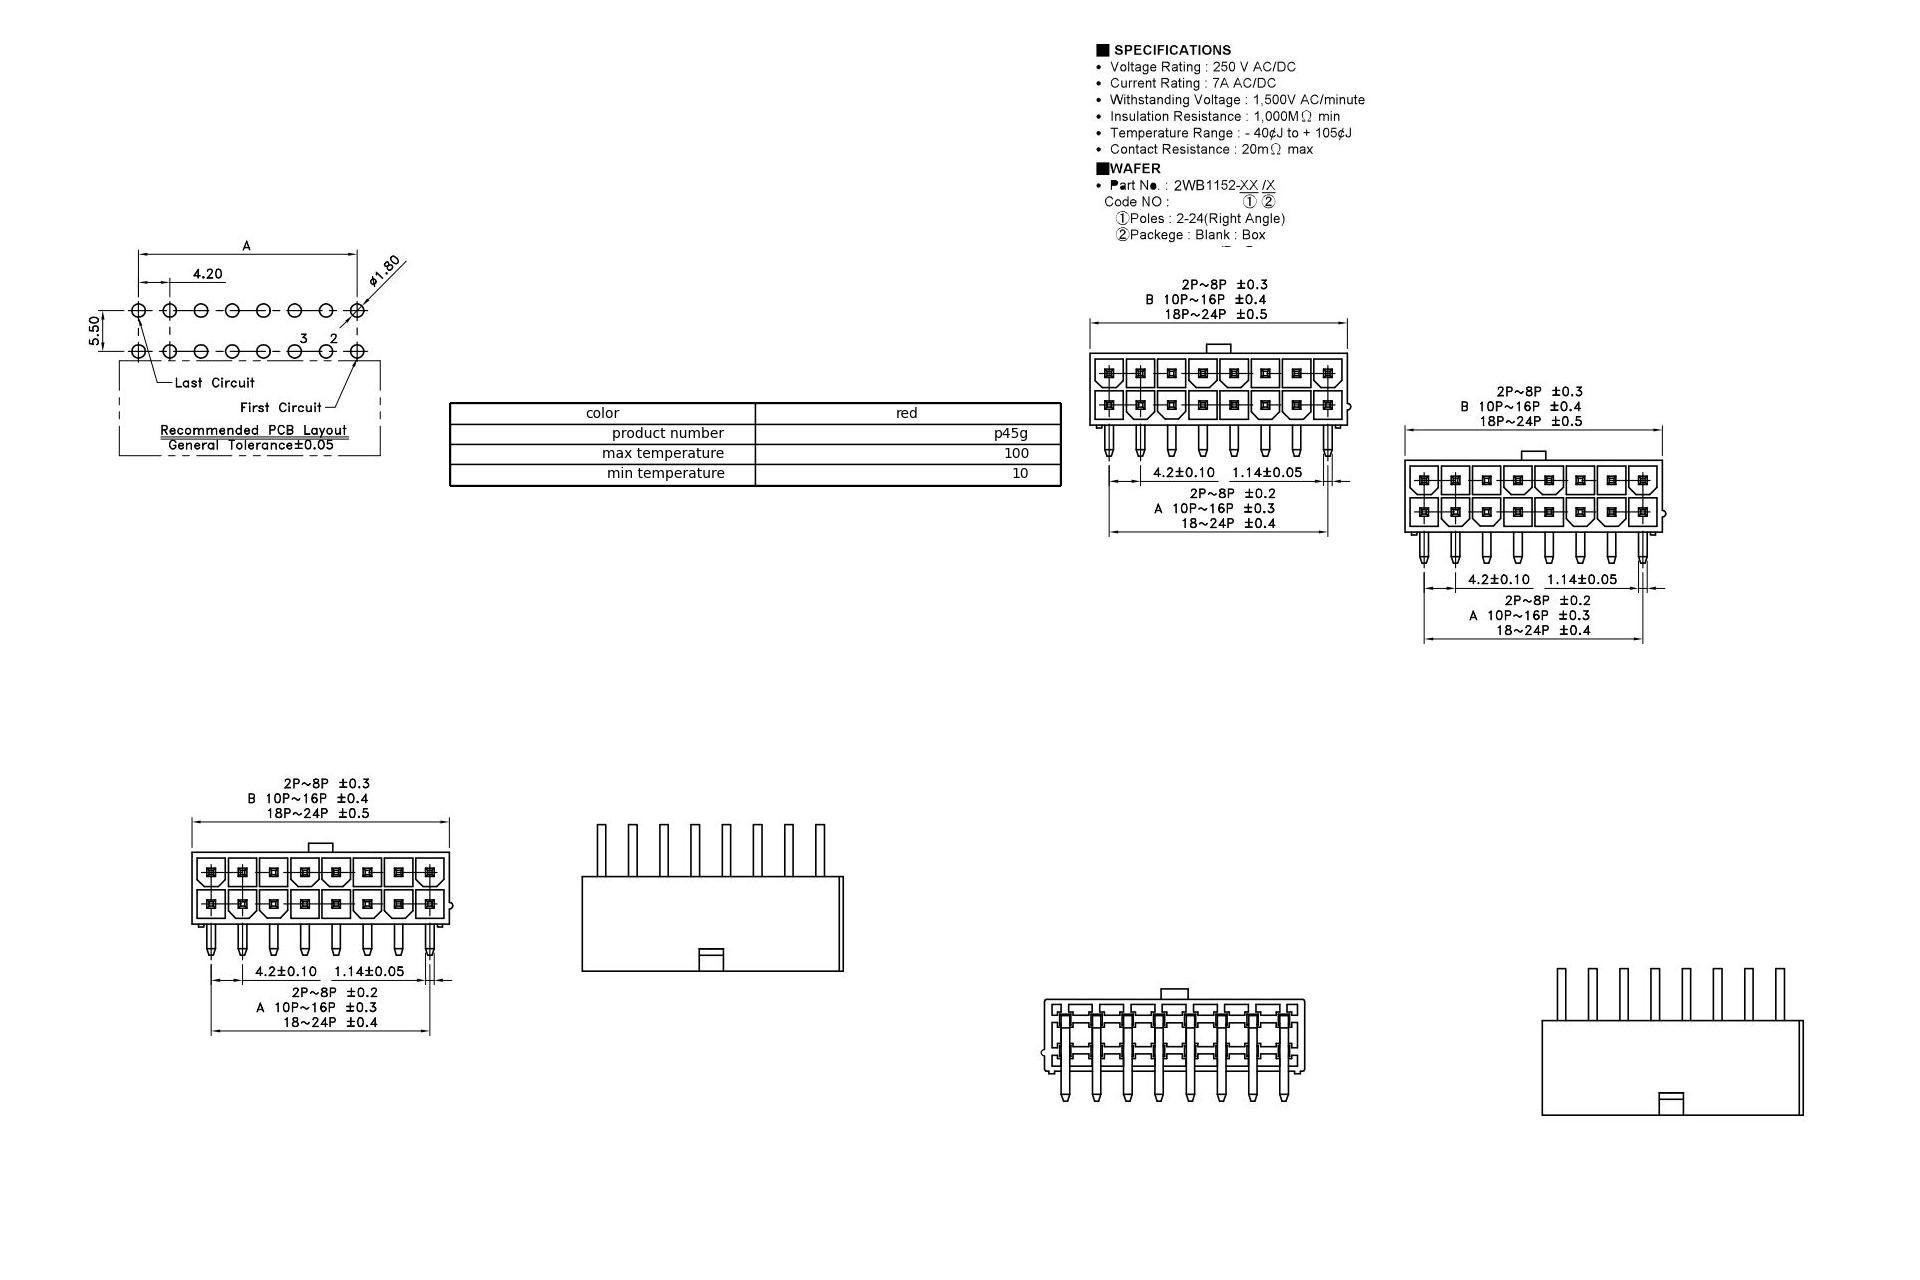 ■ SPECIFICATIONS
• Voltage Rating : 250 V AC/DC
• Current Rating : 7A AC/DC
• Withstanding Voltage : 1,500V AC/minute
• Insulation Resistance : 1,000MΩ min
• Temperature Range : - 40¢J to + 105¢J
• Contact Resistance : 20mΩ max
■WAFER
• Part No. : 2WB1152-XX /X
Code NO : ① ②
①Poles : 2-24(Right Angle)
②Packege : Blank : Box
A
4.20
ø1.80
5.50
3 2
Last Circuit
First Circuit
Recommended PCB Layout
General Tolerance±0.05
color red
product number p45g
max temperature 100
min temperature 10
2P~8P ±0.3
B 10P~16P ±0.4
18P~24P ±0.5
4.2±0.10 1.14±0.05
2P~8P ±0.2
A 10P~16P ±0.3
18~24P ±0.4
2P~8P ±0.3
B 10P~16P ±0.4
18P~24P ±0.5
4.2±0.10 1.14±0.05
2P~8P ±0.2
A 10P~16P ±0.3
18~24P ±0.4
2P~8P ±0.3
B 10P~16P ±0.4
18P~24P ±0.5
4.2±0.10 1.14±0.05
2P~8P ±0.2
A 10P~16P ±0.3
18~24P ±0.4